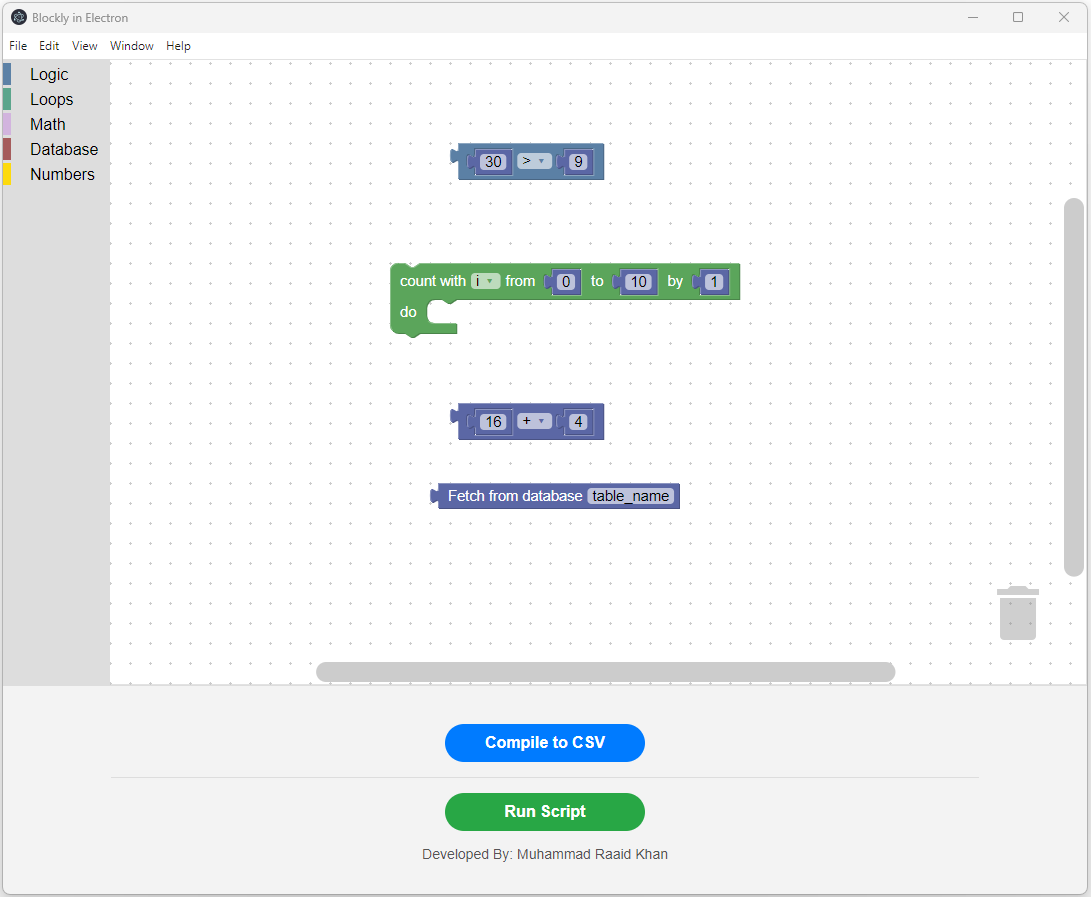 Blockly in Electron
File Edit View Window Help
Logic
Loops
Math
Database
Numbers
30 > 9
count with i from 0 to 10 by 1
do
16 + 4
Fetch from database table_name
Compile to CSV
Run Script
Developed By: Muhammad Raaid Khan